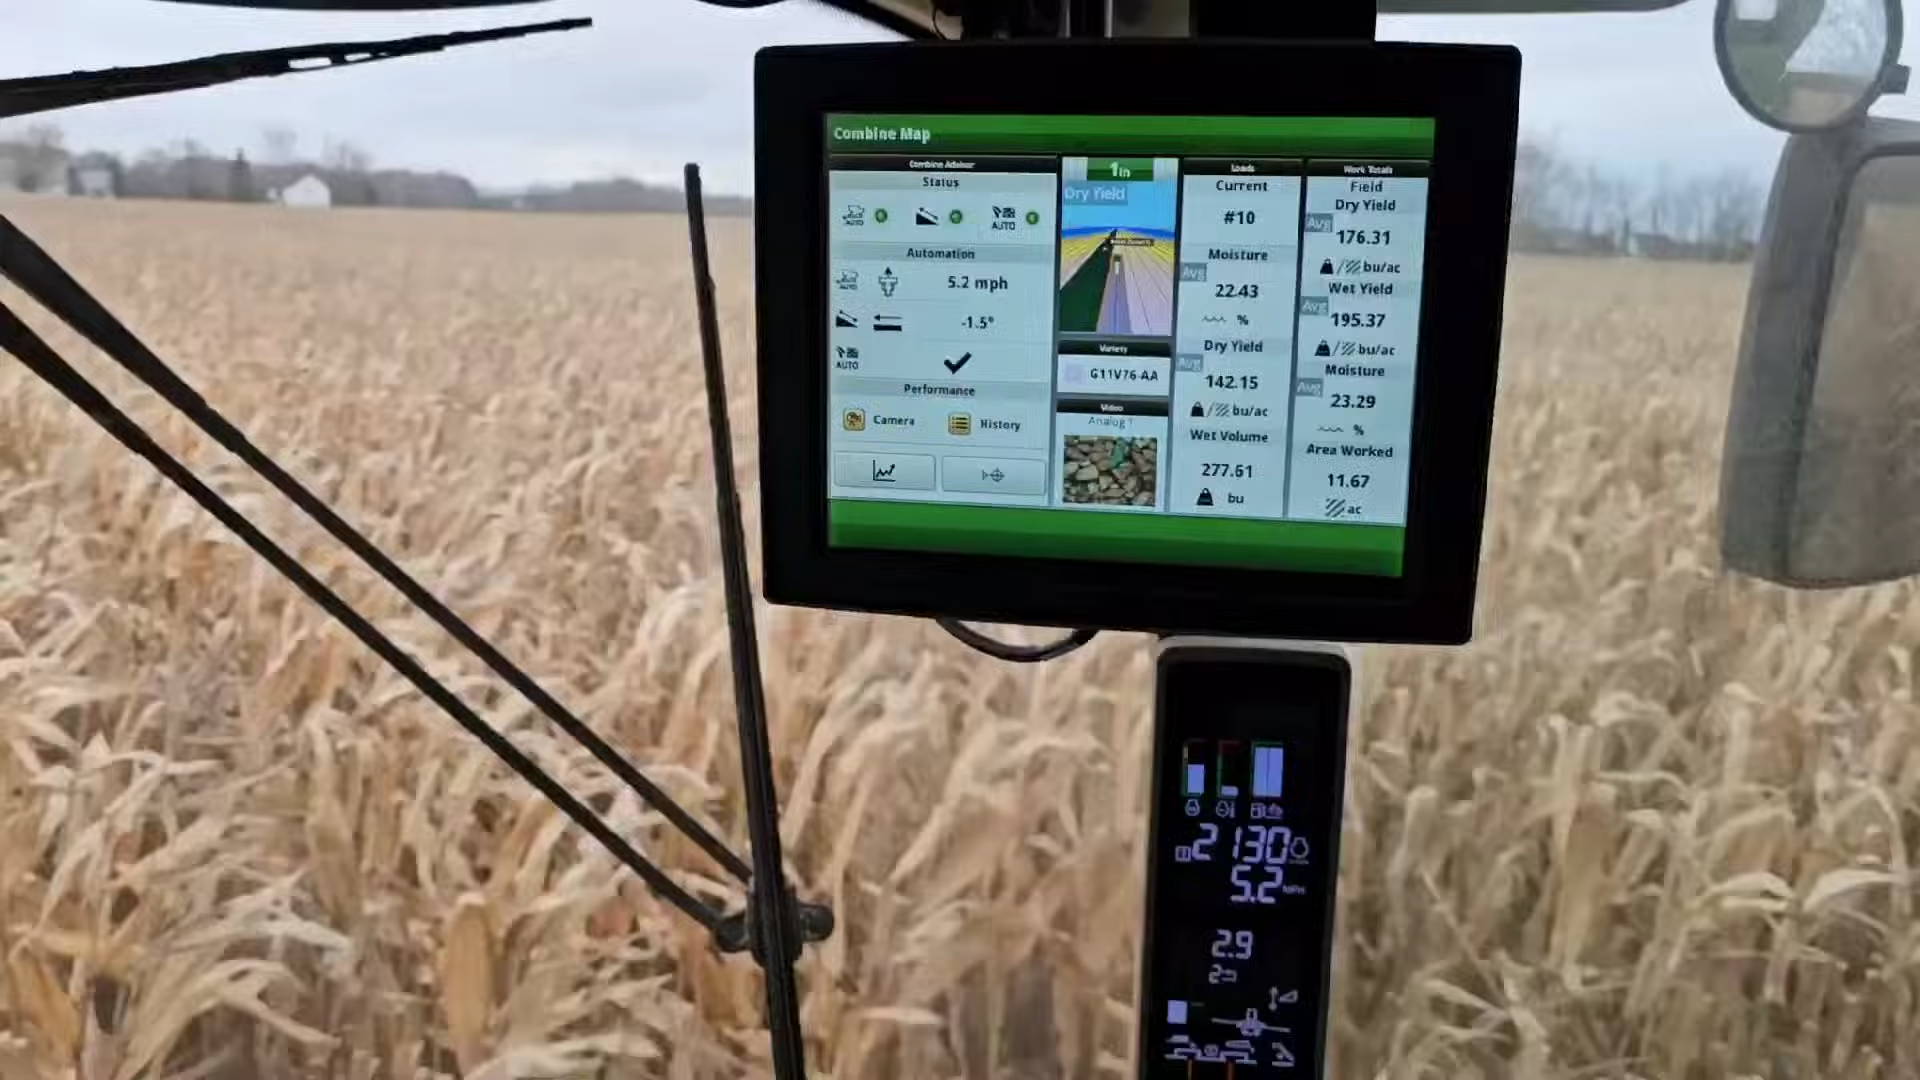 Combine Map
Combine Advisor
Status
AUTO
AUTO
Automation
AUTO
5.2 mph
-1.5°
AUTO
Performance
Camera
History
1in
Dry Yield
Variety
G11V76-AA
Video
Analog 1
Loads
Current
#10
Moisture
Avg
22.43
%
Dry Yield
Avg
142.15
bu/ac
Wet Volume
277.61
bu
Work Totals
Field
Dry Yield
Avg
176.31
bu/ac
Wet Yield
Avg
195.37
bu/ac
Moisture
Avg
23.29
%
Area Worked
11.67
ac
2130
5.2 MPH
2.9